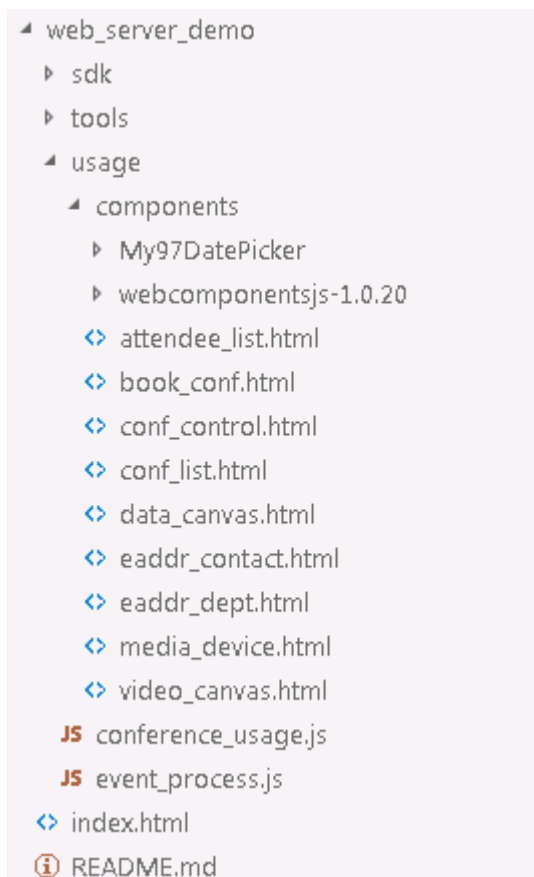 web_server_demo
sdk
tools
usage
components
My97DatePicker
webcomponentsjs-1.0.20
<> attendee_list.html
<> book_conf.html
<> conf_control.html
<> conf_list.html
<> data_canvas.html
<> eaddr_contact.html
<> eaddr_dept.html
<> media_device.html
<> video_canvas.html
JS conference_usage.js
JS event_process.js
<> index.html
i README.md